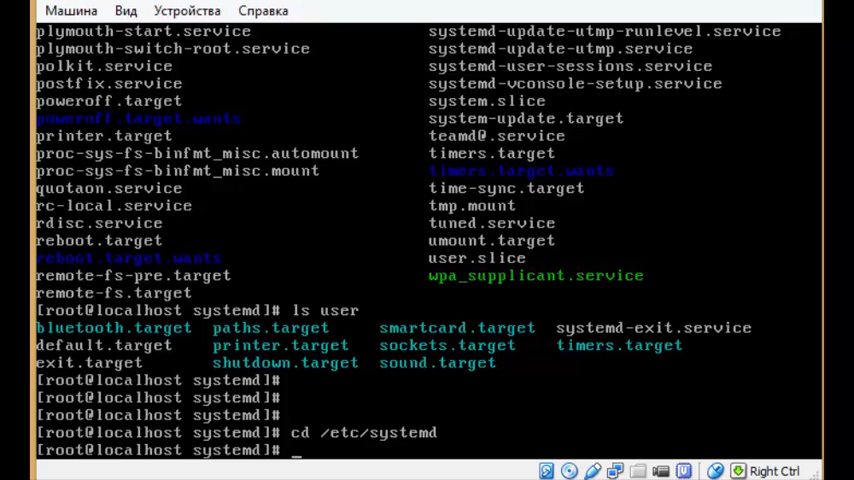 Машина Вид Устройства Справка
plymouth-start.service systemd-update-utmp-runlevel.service
plymouth-switch-root.service systemd-update-utmp.service
polkit.service systemd-user-sessions.service
postfix.service systemd-vconsole-setup.service
poweroff.target system.slice
poweroff.target.wants system-update.target
printer.target teamd@.service
proc-sys-fs-binfmt_misc.automount timers.target
proc-sys-fs-binfmt_misc.mount timers.target.wants
quotaon.service time-sync.target
rc-local.service tmp.mount
rdisc.service tuned.service
reboot.target umount.target
reboot.target.wants user.slice
remote-fs-pre.target wpa_supplicant.service
remote-fs.target
[root@localhost systemd]# ls user
bluetooth.target paths.target smartcard.target systemd-exit.service
default.target printer.target sockets.target timers.target
exit.target shutdown.target sound.target
[root@localhost systemd]#
[root@localhost systemd]#
[root@localhost systemd]#
[root@localhost systemd]# cd /etc/systemd
[root@localhost systemd]# _
Right Ctrl